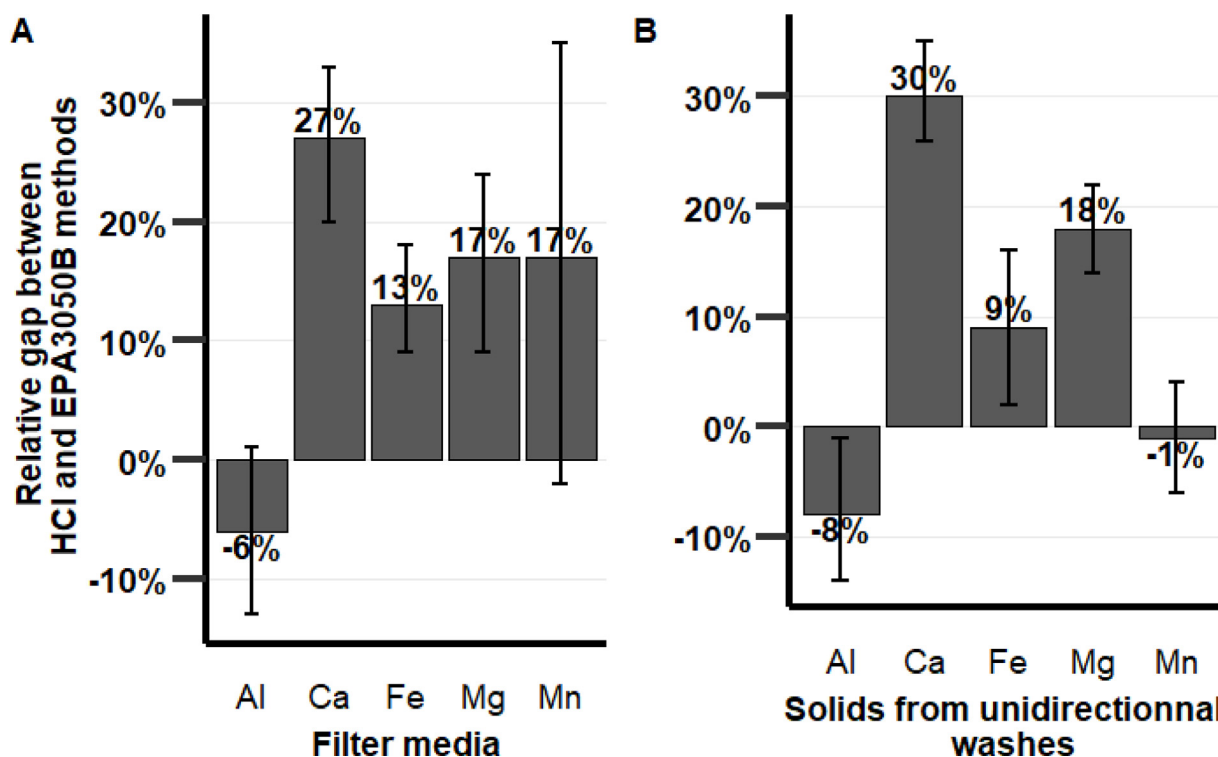 A
Relative gap between
HCl and EPA3050B methods
30%
20%
10%
0%
-10%
27%
17%
17%
13%
-6%
Al Ca Fe Mg Mn
Filter media
B
30%
20%
10%
0%
-10%
30%
18%
9%
-1%
-8%
Al Ca Fe Mg Mn
Solids from unidirectionnal
washes